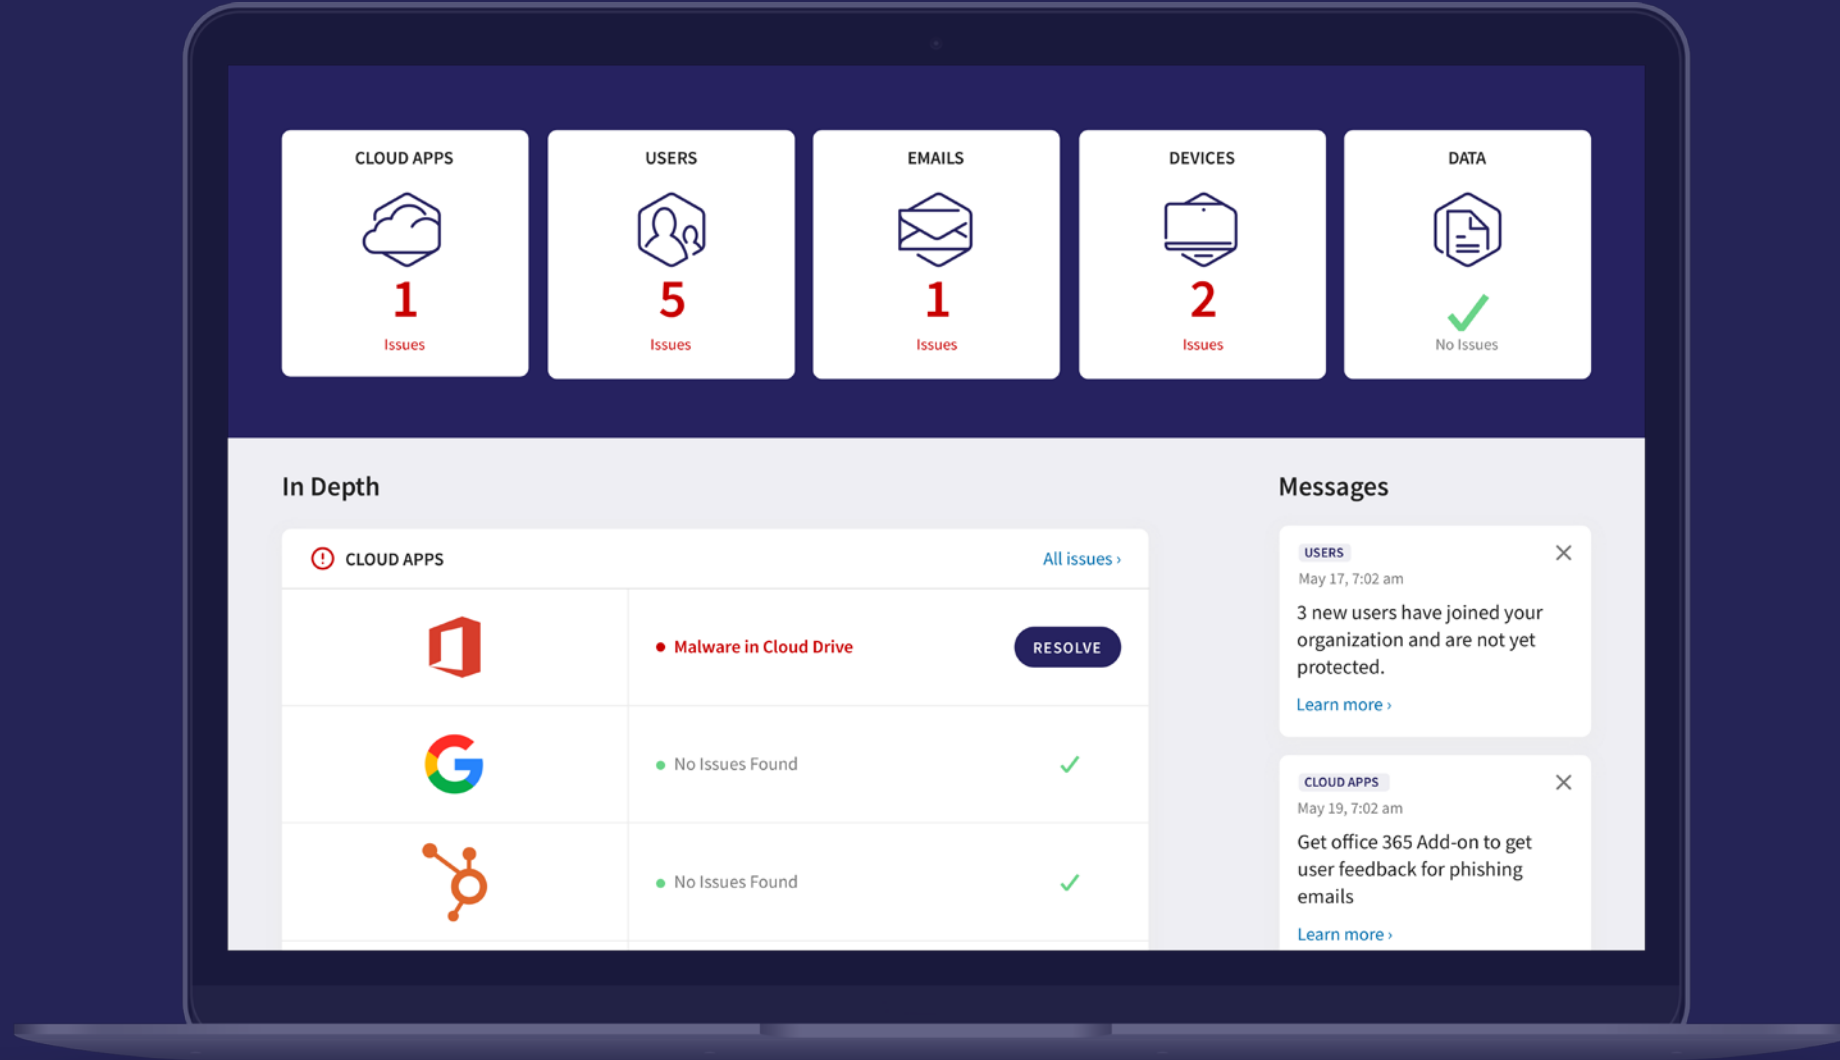 CLOUD APPS
1
Issues
USERS
5
Issues
EMAILS
1
Issues
DEVICES
2
Issues
DATA
No Issues
In Depth
CLOUD APPS
All issues ›
Malware in Cloud Drive
RESOLVE
No Issues Found
No Issues Found
Messages
USERS
May 17, 7:02 am
3 new users have joined your
organization and are not yet
protected.
Learn more ›
CLOUD APPS
May 19, 7:02 am
Get office 365 Add-on to get
user feedback for phishing
emails
Learn more ›